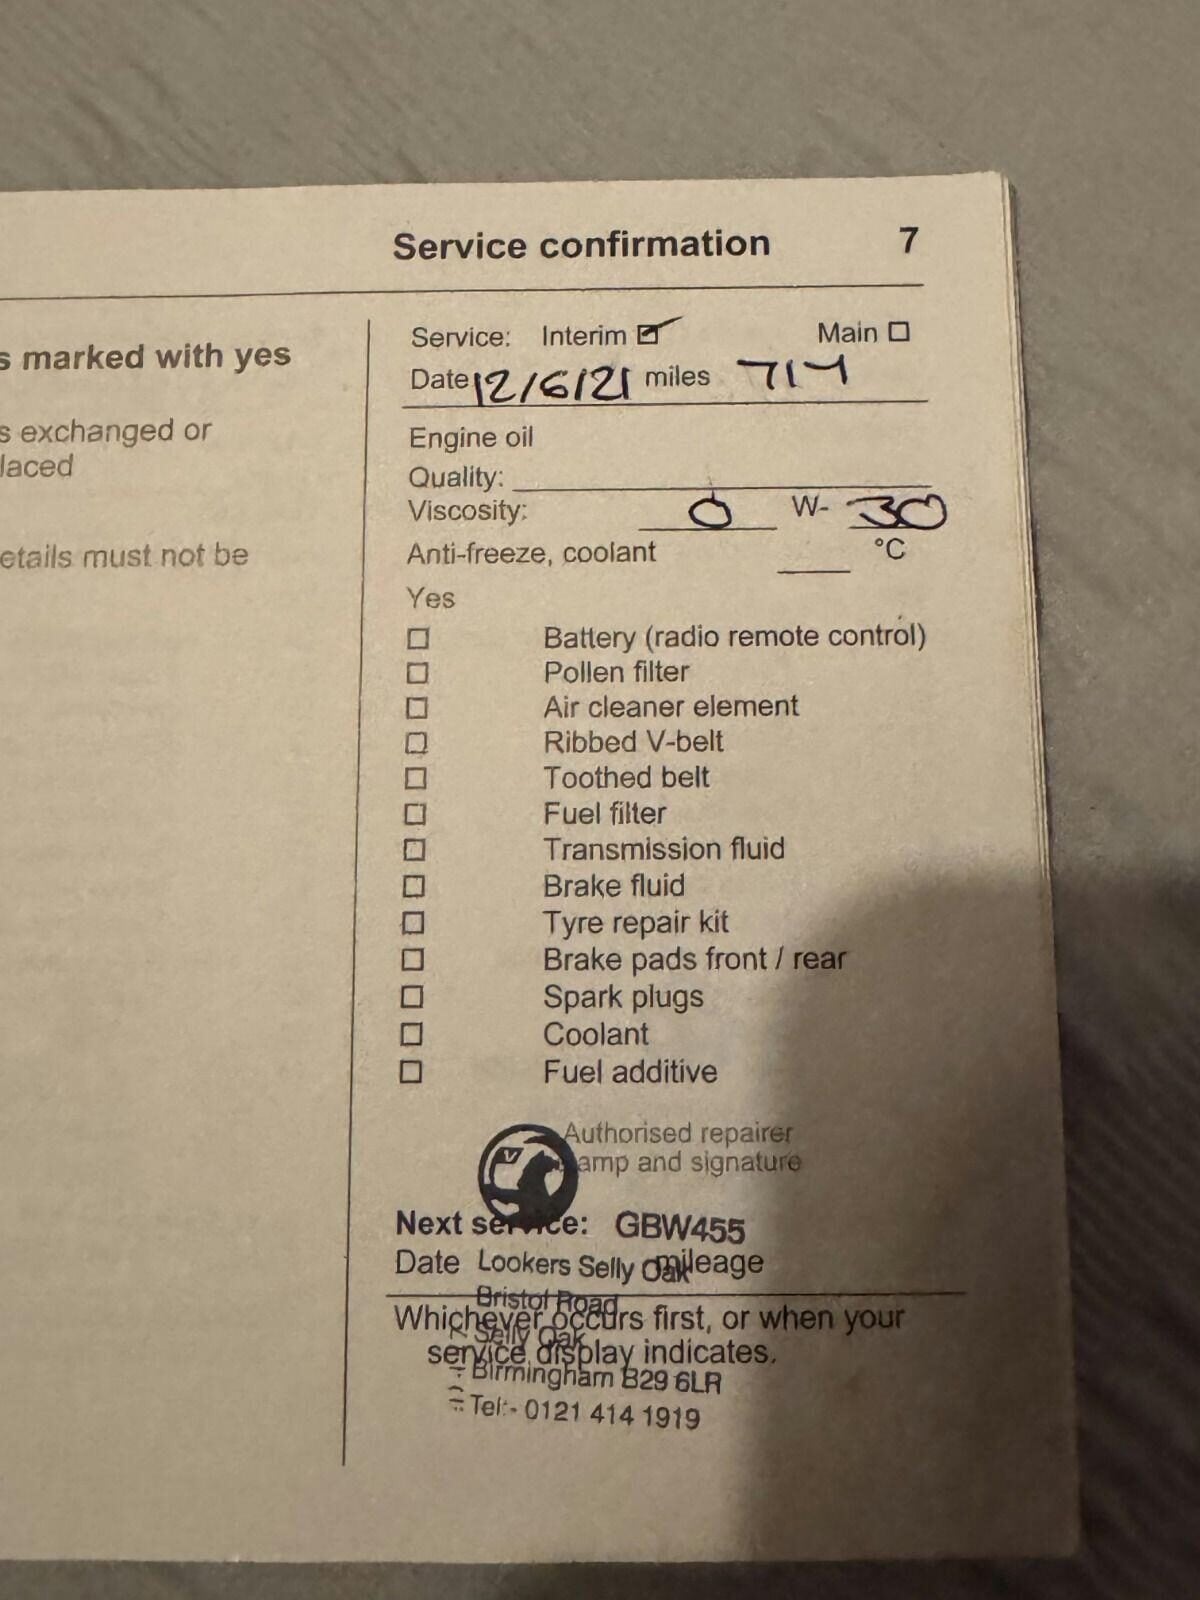 Service confirmation 7
s marked with yes
s exchanged or
laced
etails must not be
Service: Interim Main
Date 12/6/21 miles 714
Engine oil
Quality:
Viscosity: 0 W- 30
Anti-freeze, coolant °C
Yes
Battery (radio remote control)
Pollen filter
Air cleaner element
Ribbed V-belt
Toothed belt
Fuel filter
Transmission fluid
Brake fluid
Tyre repair kit
Brake pads front / rear
Spark plugs
Coolant
Fuel additive
V
Authorised repairer
amp and signature
Next service: GBW455
Date mileage
Lookers Selly Oak
Bristol Road
Whichever occurs first, or when your
Selly Oak
service display indicates.
Birmingham B29 6LR
Tel:- 0121 414 1919